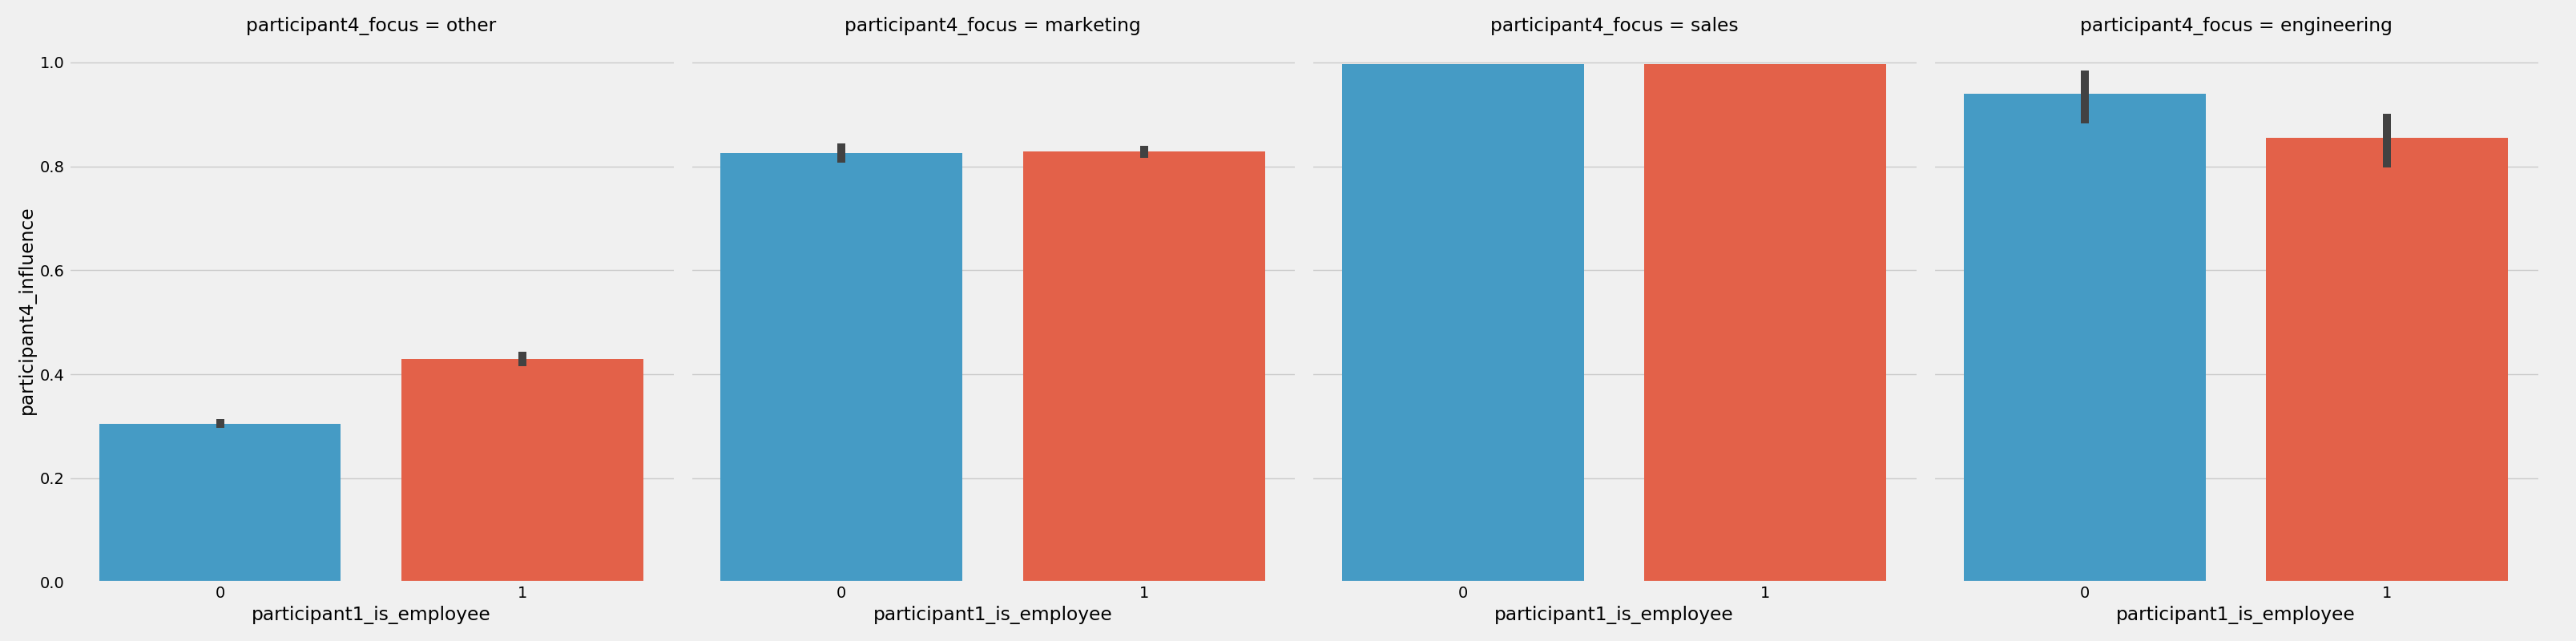 participant4_focus = other
participant4_focus = marketing
participant4_focus = sales
participant4_focus = engineering
participant4_influence
1.0
0.8
0.6
0.4
0.2
0.0
0 1
0 1
0 1
0 1
participant1_is_employee
participant1_is_employee
participant1_is_employee
participant1_is_employee